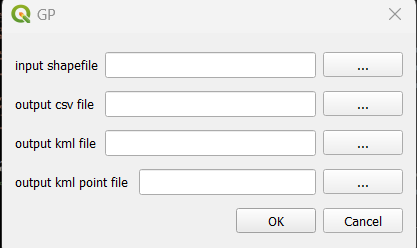 GP
input shapefile ...
output csv file ...
output kml file ...
output kml point file ...
OK Cancel